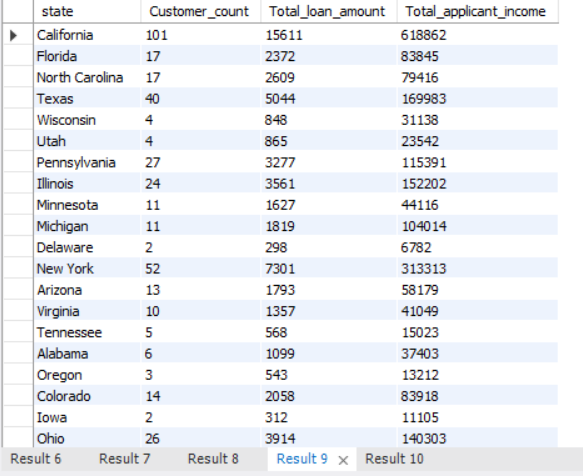 state Customer_count Total_loan_amount Total_applicant_income
California 101 15611 618862
Florida 17 2372 83845
North Carolina 17 2609 79416
Texas 40 5044 169983
Wisconsin 4 848 31138
Utah 4 865 23542
Pennsylvania 27 3277 115391
Illinois 24 3561 152202
Minnesota 11 1627 44116
Michigan 11 1819 104014
Delaware 2 298 6782
New York 52 7301 313313
Arizona 13 1793 58179
Virginia 10 1357 41049
Tennessee 5 568 15023
Alabama 6 1099 37403
Oregon 3 543 13212
Colorado 14 2058 83918
Iowa 2 312 11105
Ohio 26 3914 140303
Result 6 Result 7 Result 8 Result 9 Result 10